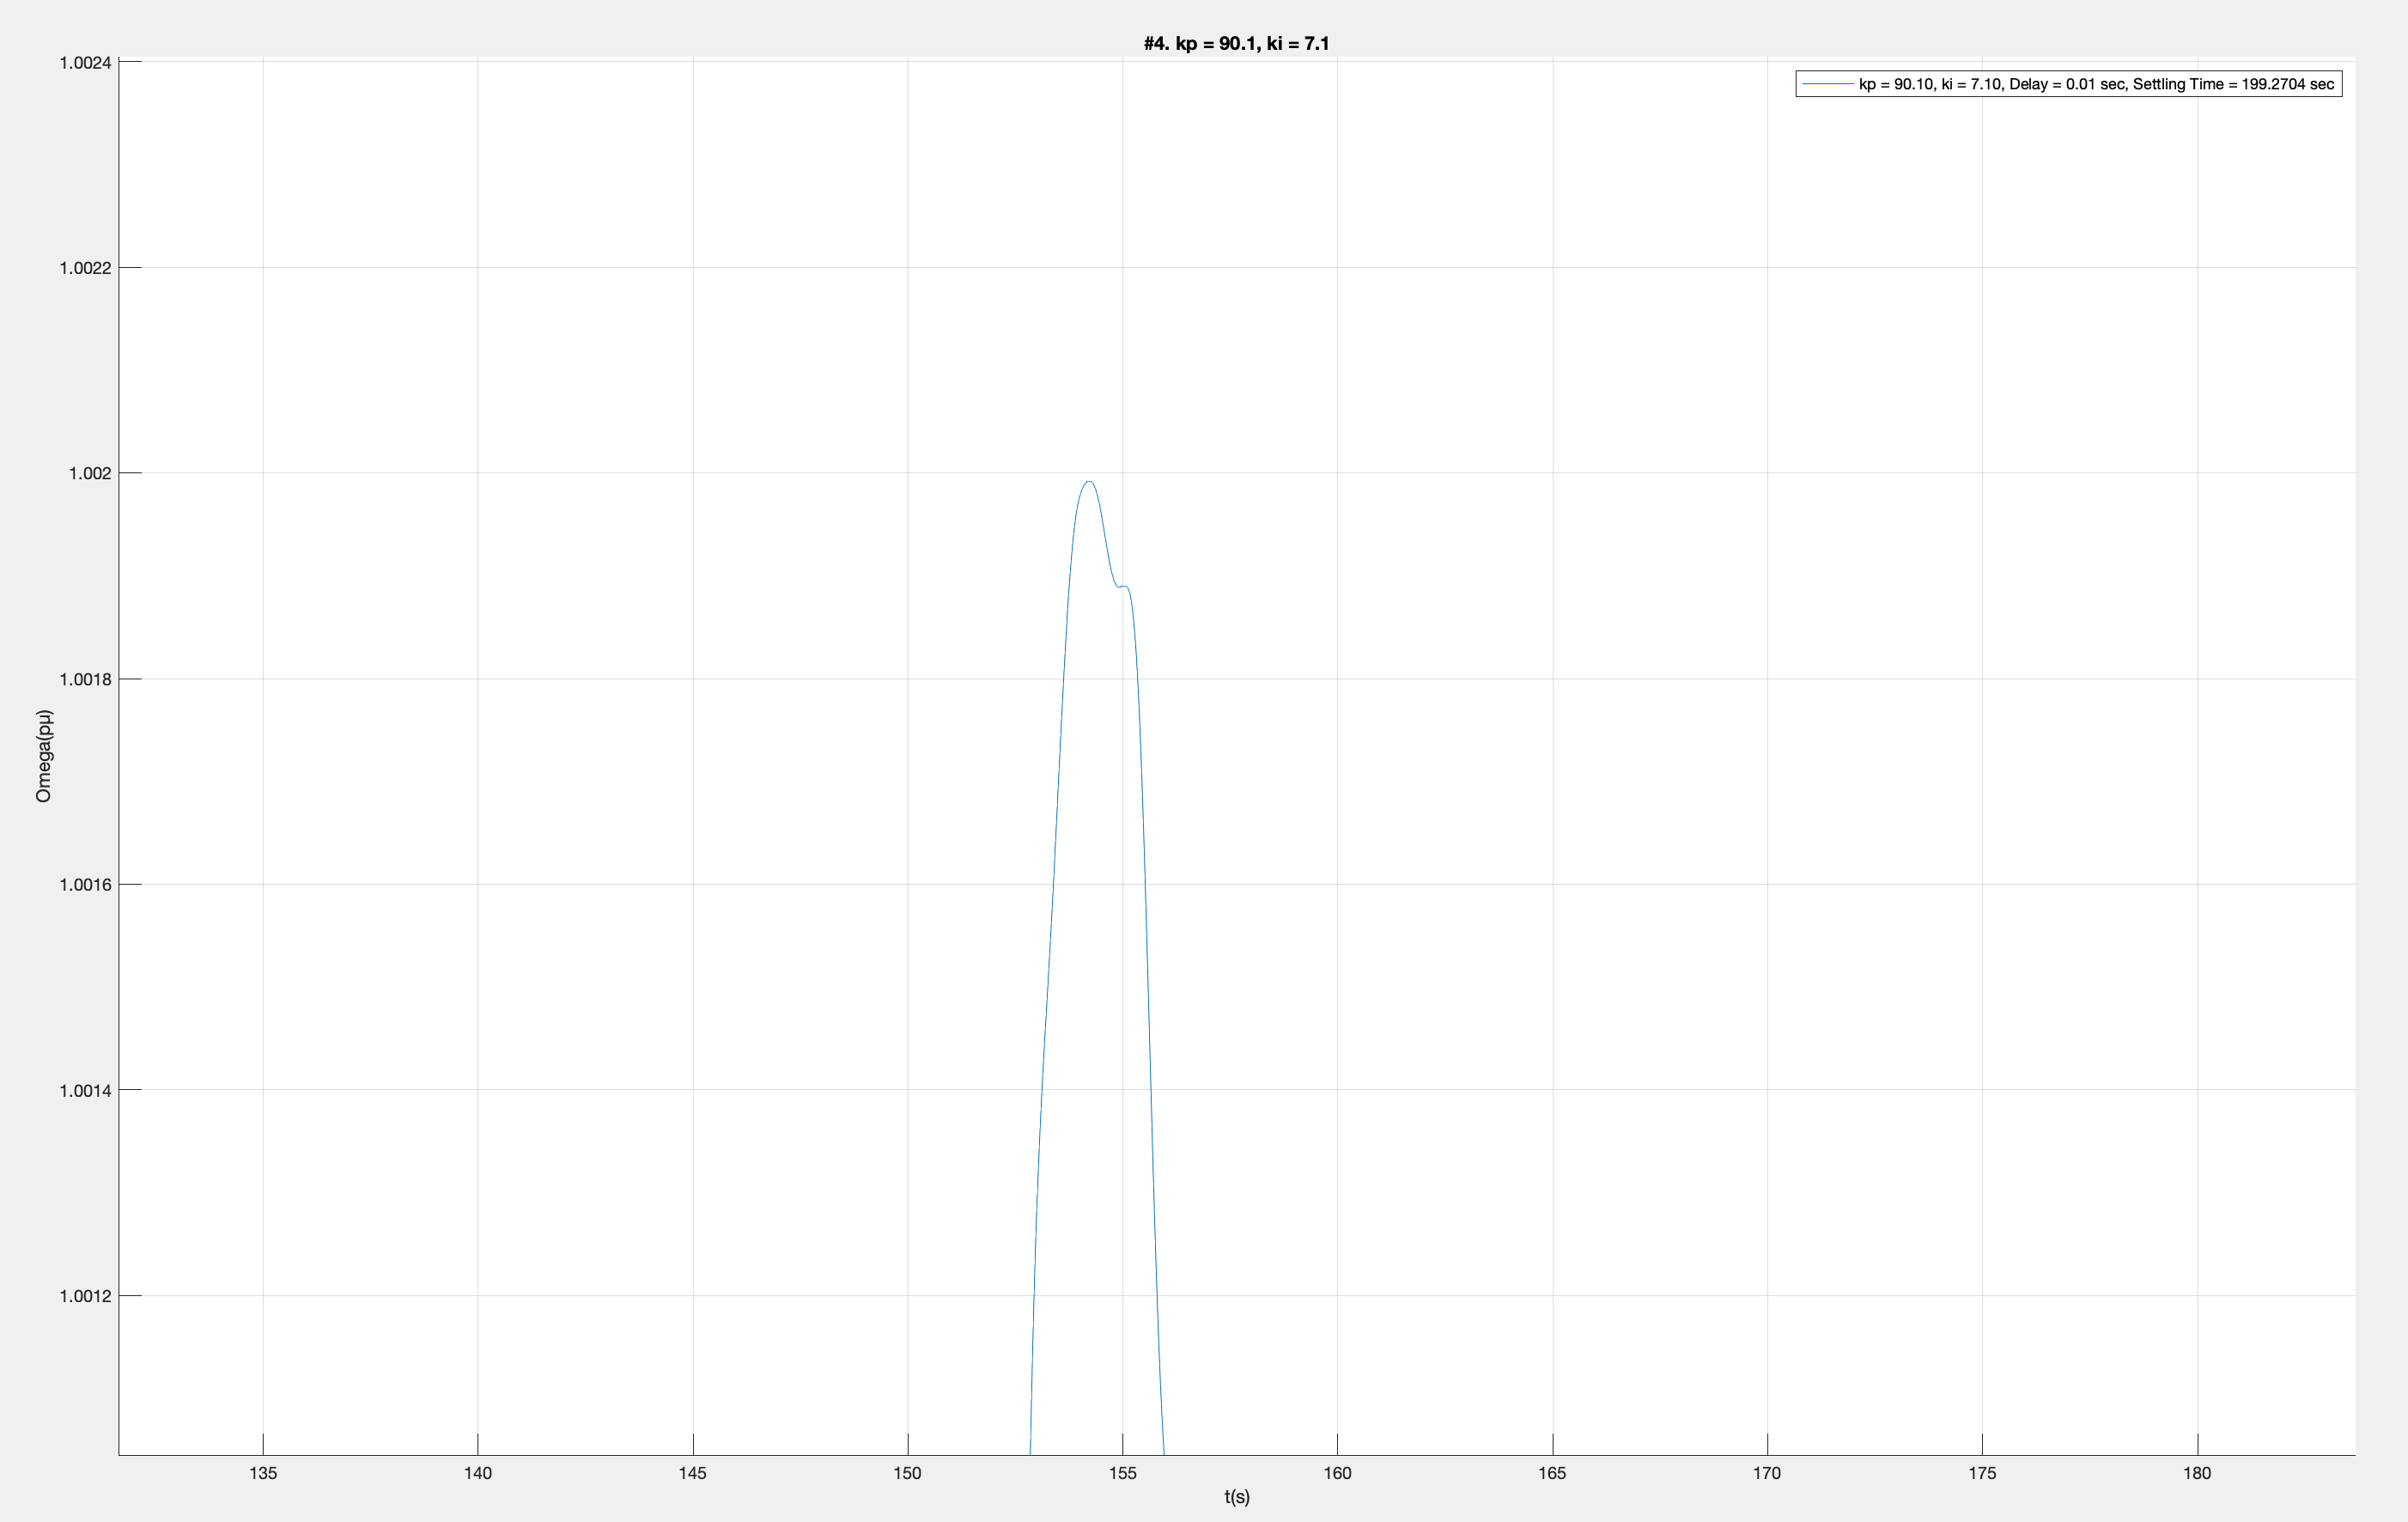 #4. kp = 90.1, ki = 7.1
kp = 90.10, ki = 7.10, Delay = 0.01 sec, Settling Time = 199.2704 sec
1.0024
1.0022
1.002
1.0018
1.0016
1.0014
1.0012
Omega(pμ)
135 140 145 150 155 160 165 170 175 180
t(s)